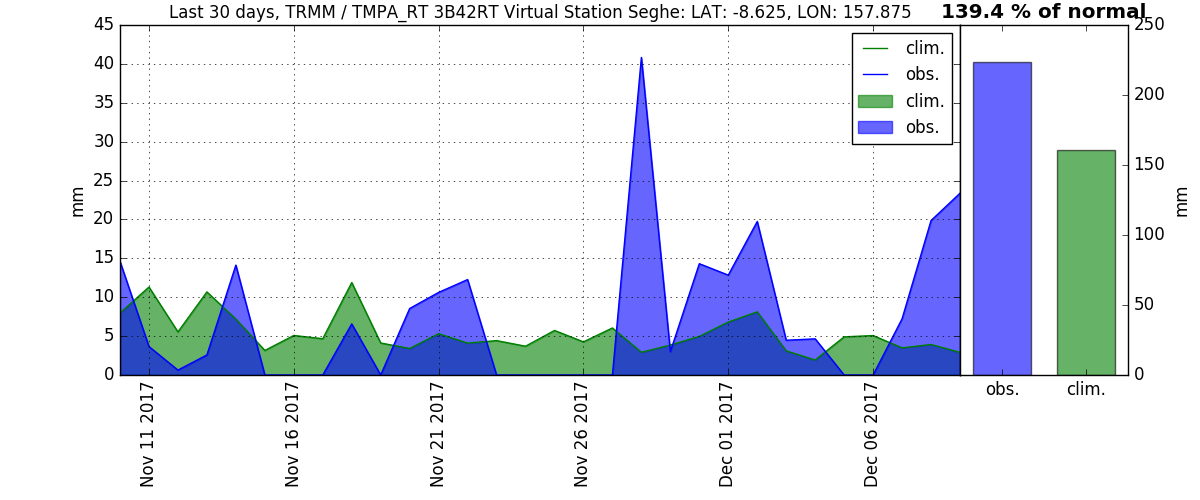 Last 30 days, TRMM / TMPA_RT 3B42RT Virtual Station Seghe: LAT: -8.625, LON: 157.875
139.4 % of normal
45
40
35
30
25
20
15
10
5
0
mm
clim.
obs.
clim.
obs.
Nov 11 2017
Nov 16 2017
Nov 21 2017
Nov 26 2017
Dec 01 2017
Dec 06 2017
250
200
150
100
50
0
mm
obs.
clim.